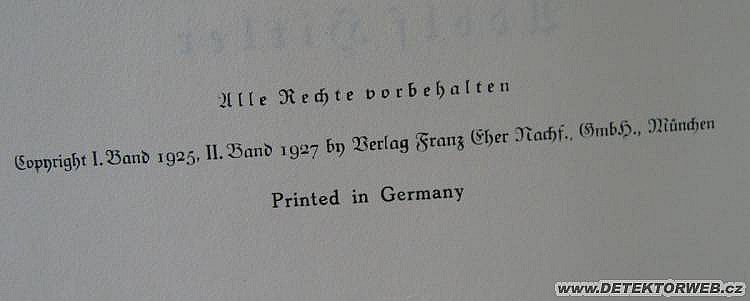 Alle Rechte vorbehalten
Copyright I. Band 1925, II. Band 1927 by Verlag Franz Eher Nachf., GmbH., München
Printed in Germany
www.DETEKTORWEB.cz